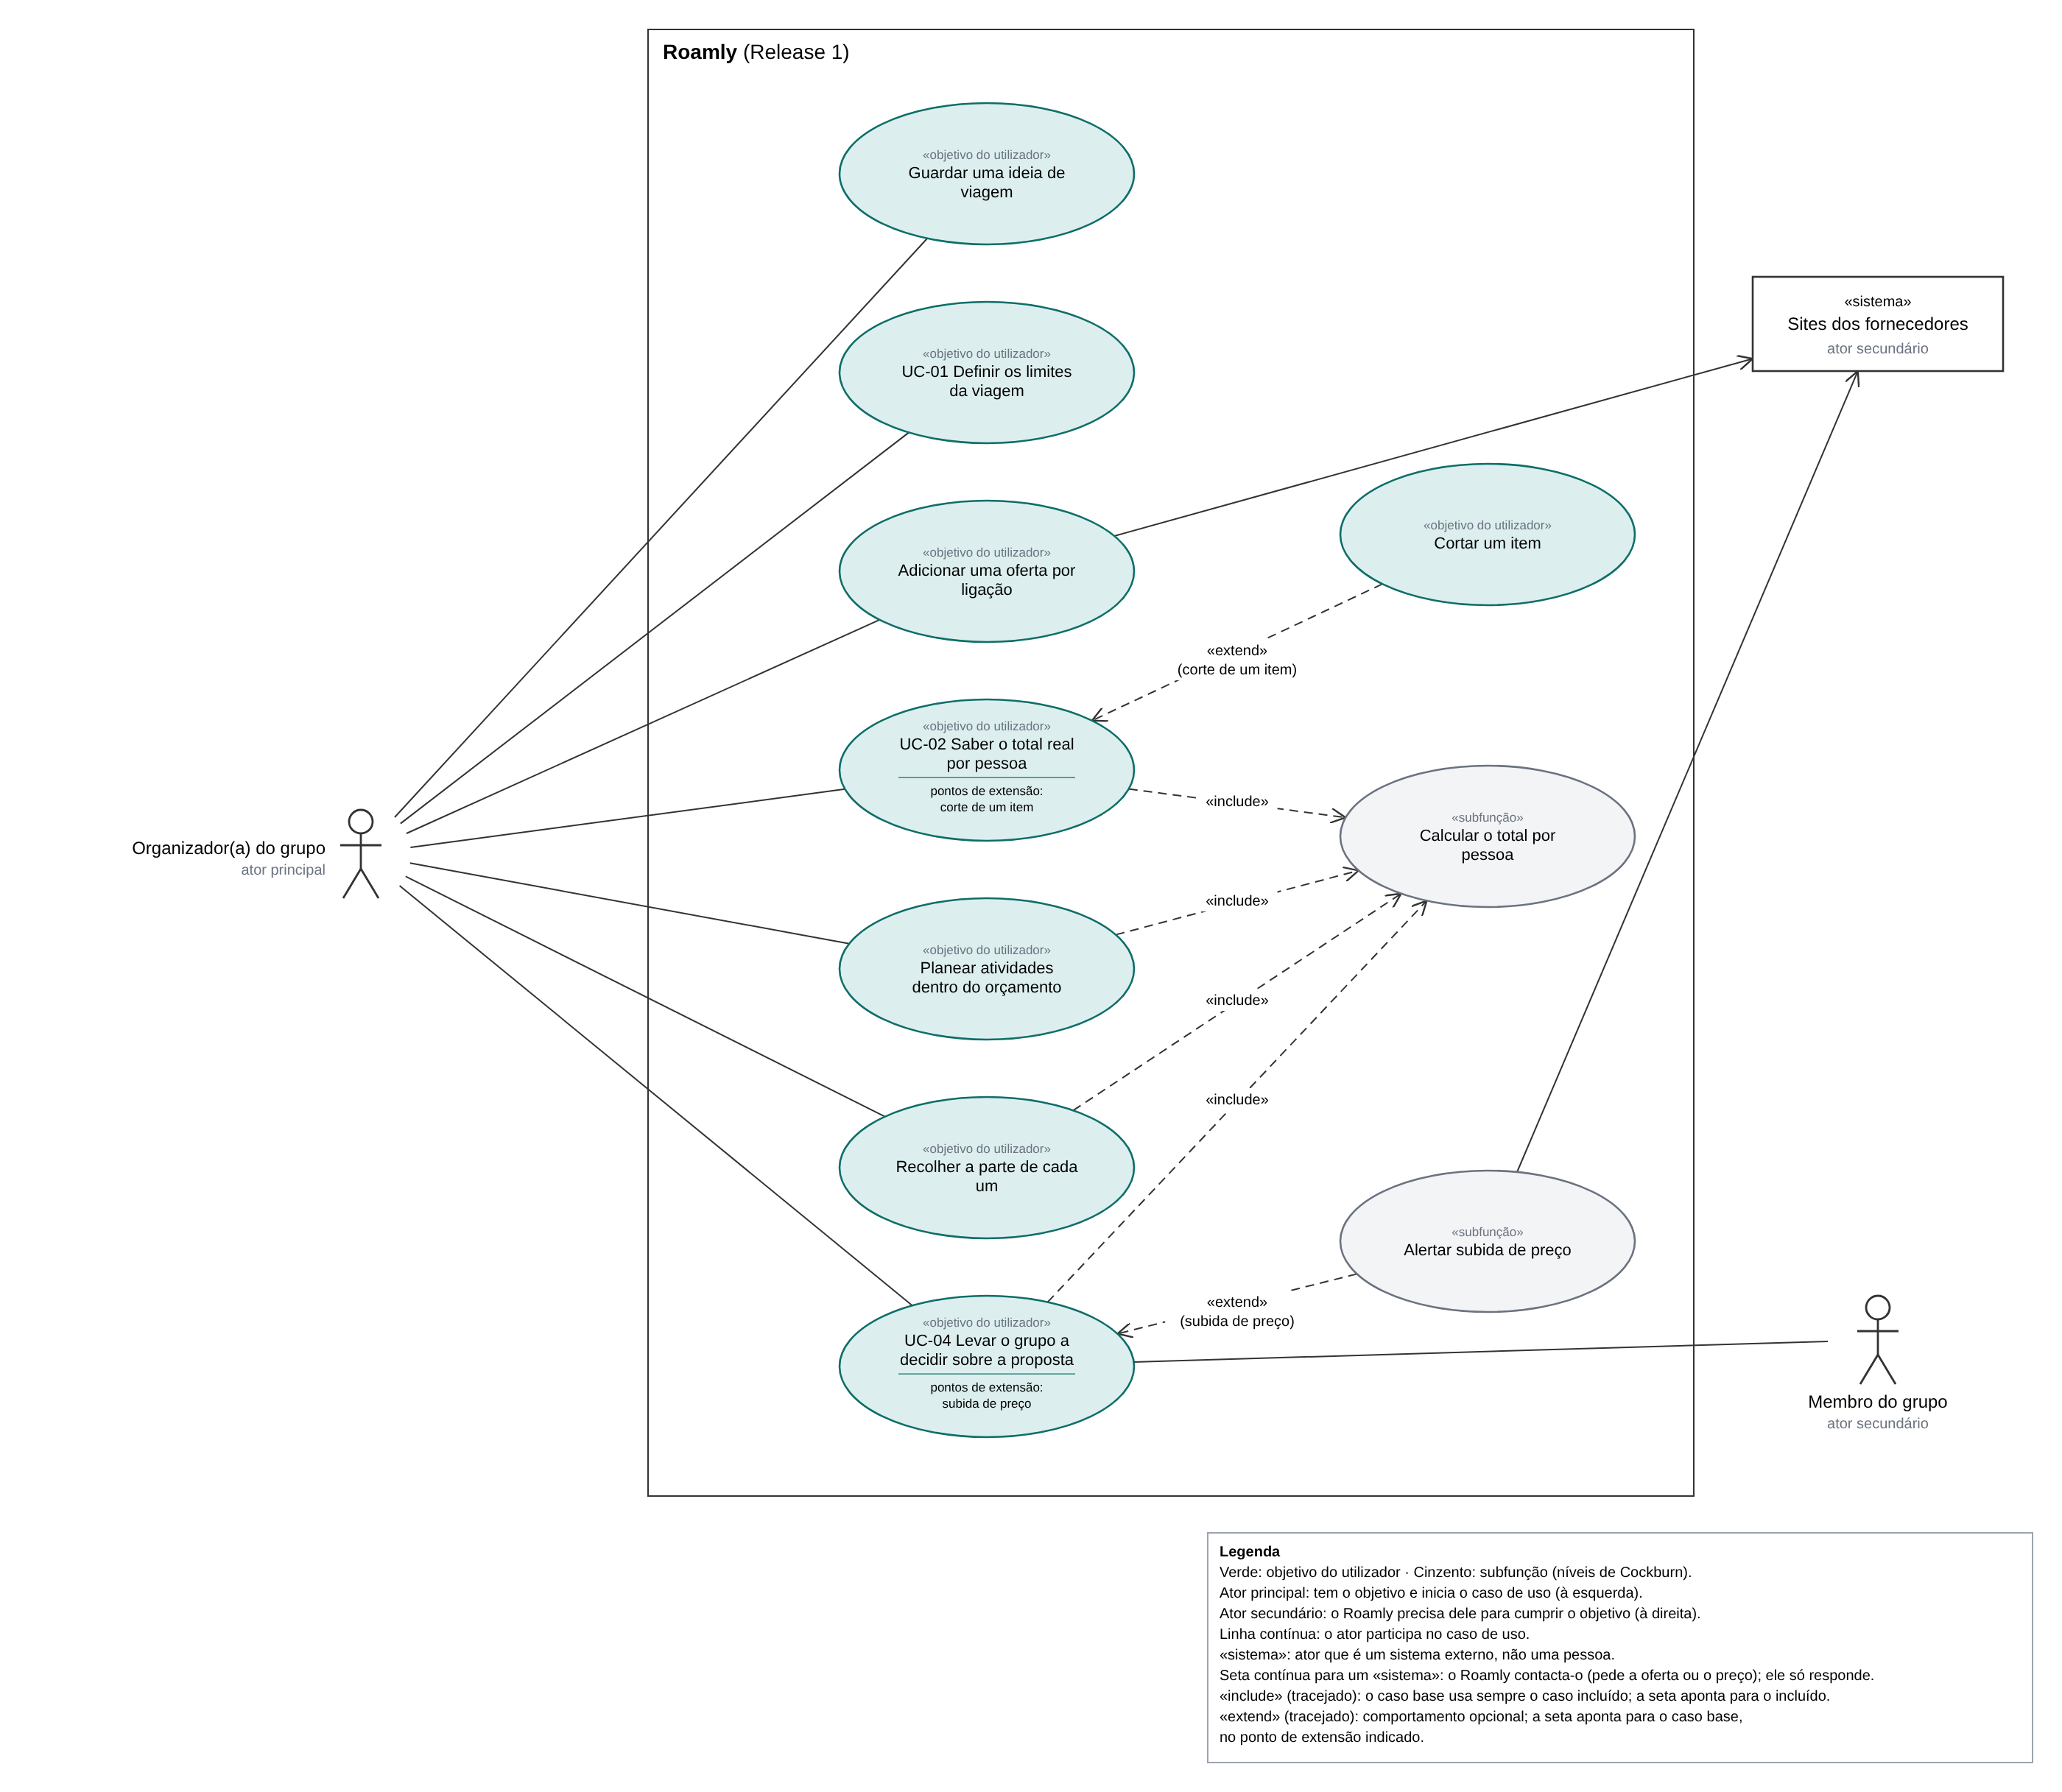 Roamly (Release 1)
«objetivo do utilizador»
Guardar uma ideia de
viagem
«objetivo do utilizador»
UC-01 Definir os limites
da viagem
«sistema»
Sites dos fornecedores
ator secundário
«objetivo do utilizador»
Adicionar uma oferta por
ligação
«objetivo do utilizador»
Cortar um item
«extend»
(corte de um item)
«objetivo do utilizador»
UC-02 Saber o total real
por pessoa
pontos de extensão:
corte de um item
«include»
«subfunção»
Calcular o total por
pessoa
Organizador(a) do grupo
ator principal
«include»
«objetivo do utilizador»
Planear atividades
dentro do orçamento
«include»
«include»
«objetivo do utilizador»
Recolher a parte de cada
um
«subfunção»
Alertar subida de preço
«extend»
(subida de preço)
«objetivo do utilizador»
UC-04 Levar o grupo a
decidir sobre a proposta
pontos de extensão:
subida de preço
Membro do grupo
ator secundário
Legenda
Verde: objetivo do utilizador · Cinzento: subfunção (níveis de Cockburn).
Ator principal: tem o objetivo e inicia o caso de uso (à esquerda).
Ator secundário: o Roamly precisa dele para cumprir o objetivo (à direita).
Linha contínua: o ator participa no caso de uso.
«sistema»: ator que é um sistema externo, não uma pessoa.
Seta contínua para um «sistema»: o Roamly contacta-o (pede a oferta ou o preço); ele só responde.
«include» (tracejado): o caso base usa sempre o caso incluído; a seta aponta para o incluído.
«extend» (tracejado): comportamento opcional; a seta aponta para o caso base,
no ponto de extensão indicado.